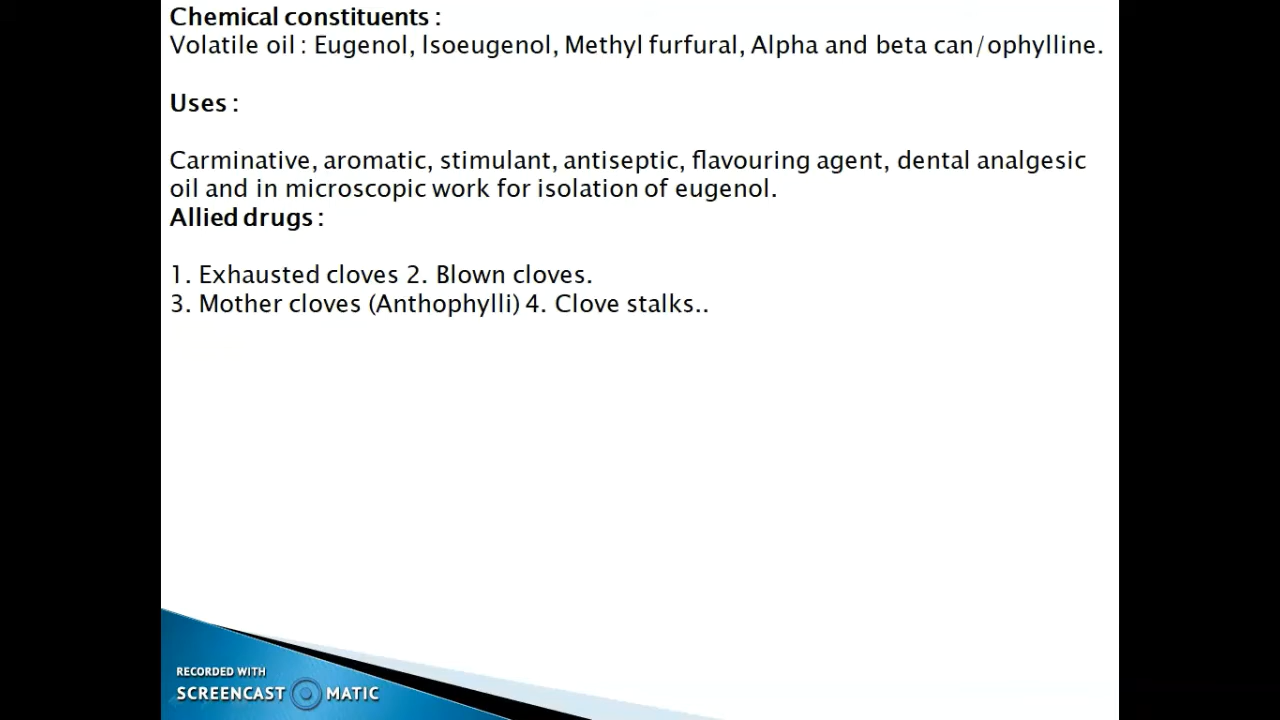 Chemical constituents :
Volatile oil : Eugenol, lsoeugenol, Methyl furfural, Alpha and beta can/ophylline.
Uses :
Carminative, aromatic, stimulant, antiseptic, flavouring agent, dental analgesic
oil and in microscopic work for isolation of eugenol.
Allied drugs :
1. Exhausted cloves 2. Blown cloves.
3. Mother cloves (Anthophylli) 4. Clove stalks..
RECORDED WITH
SCREENCAST MATIC